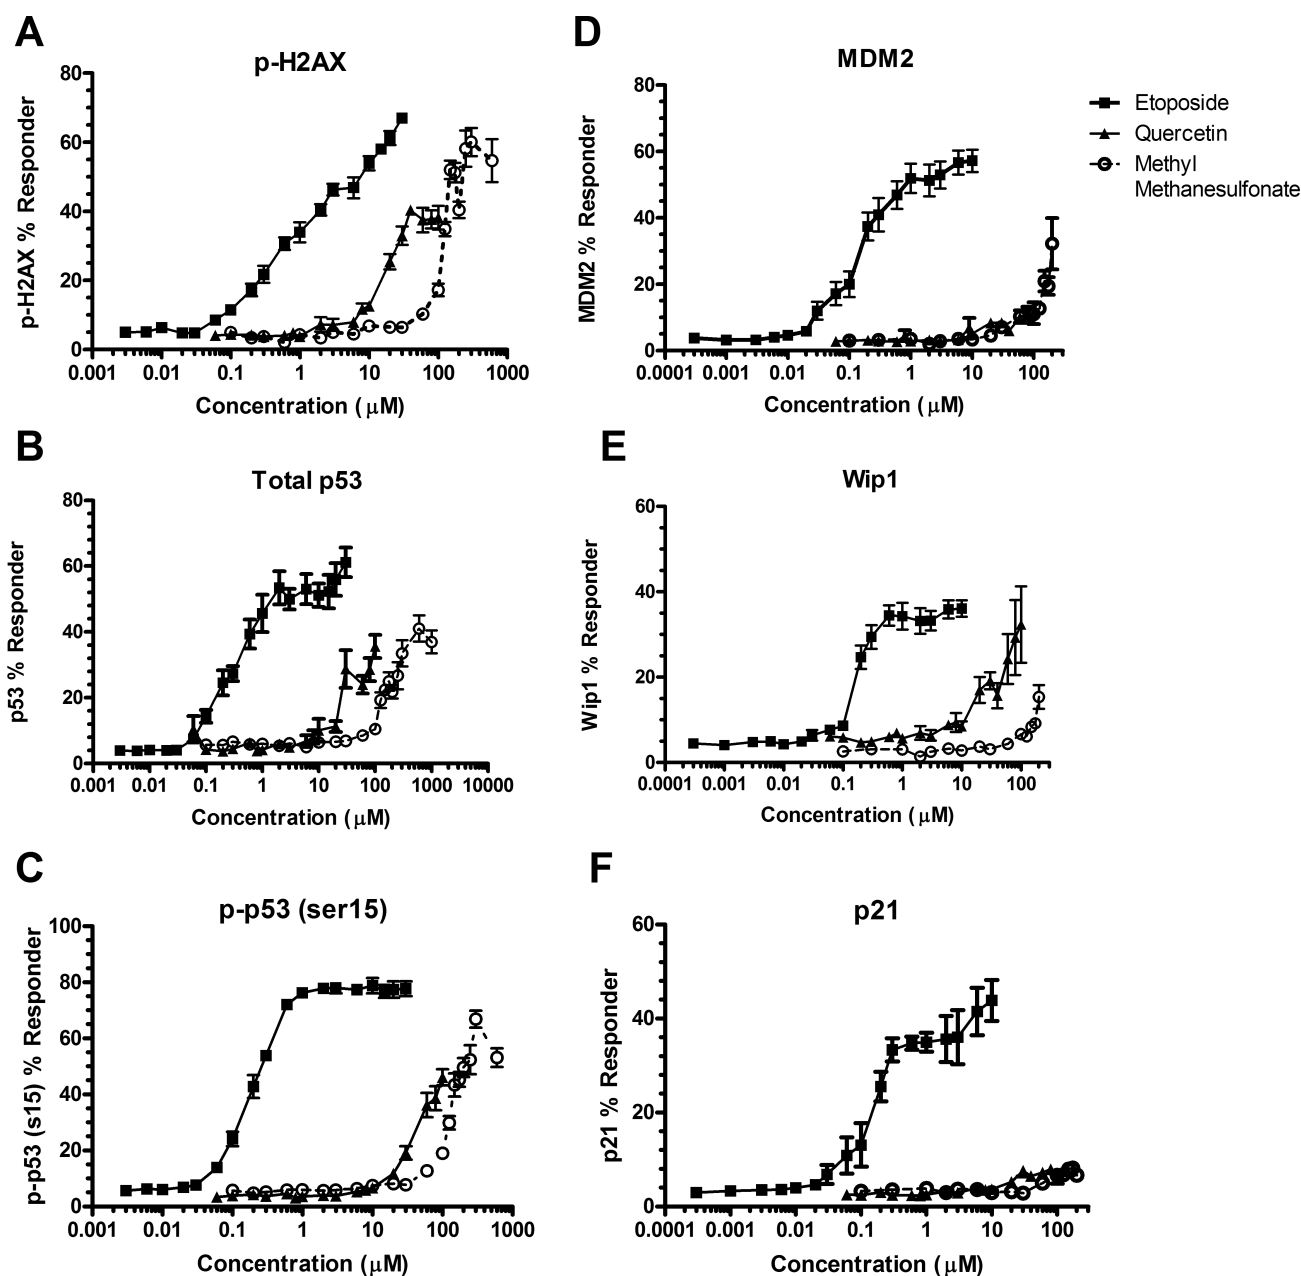 A
p-H2AX
p-H2AX % Responder
80
60
40
20
0
0.001 0.01 0.1 1 10 100 1000
Concentration (μM)
D
MDM2
MDM2 % Responder
80
60
40
20
0
0.0001 0.001 0.01 0.1 1 10 100
Concentration (μM)
Etoposide
Quercetin
Methyl
Methanesulfonate
B
Total p53
p53 % Responder
80
60
40
20
0
0.001 0.01 0.1 1 10 100 1000 10000
Concentration (μM)
E
Wip1
Wip1 % Responder
60
40
20
0
0.0001 0.001 0.01 0.1 1 10 100
Concentration (μM)
C
p-p53 (ser15)
p-p53 (s15) % Responder
100
80
60
40
20
0
0.001 0.01 0.1 1 10 100 1000
Concentration (μM)
F
p21
p21 % Responder
60
40
20
0
0.0001 0.001 0.01 0.1 1 10 100
Concentration (μM)